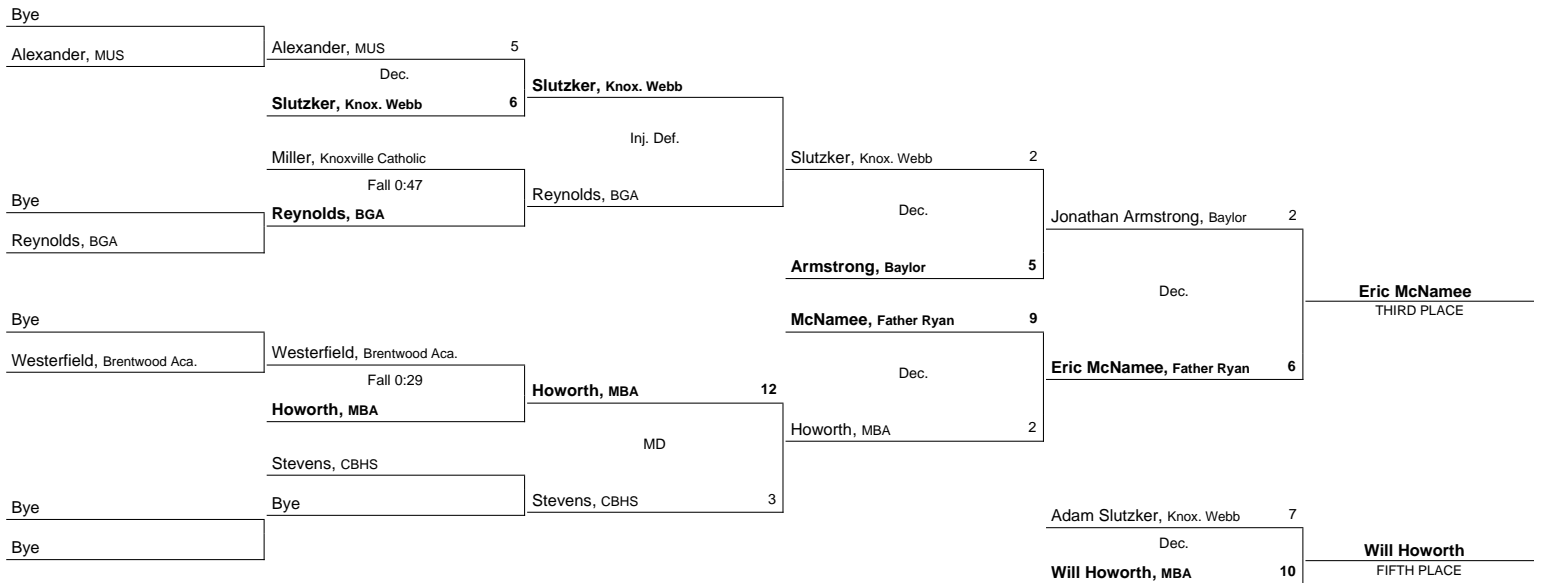 Bye
Alexander, MUS
Bye
Reynolds, BGA
Bye
Westerfield, Brentwood Aca.
Bye
Bye
Alexander, MUS 5
Dec.
Slutzker, Knox. Webb 6
Miller, Knoxville Catholic
Fall 0:47
Reynolds, BGA
Westerfield, Brentwood Aca.
Fall 0:29
Howorth, MBA
Stevens, CBHS
Bye
Slutzker, Knox. Webb
Inj. Def.
Reynolds, BGA
Howorth, MBA 12
MD
Stevens, CBHS 3
Slutzker, Knox. Webb 2
Dec.
Armstrong, Baylor 5
McNamee, Father Ryan 9
Dec.
Howorth, MBA 2
Jonathan Armstrong, Baylor 2
Dec.
Eric McNamee, Father Ryan 6
Eric McNamee
THIRD PLACE
Adam Slutzker, Knox. Webb 7
Dec.
Will Howorth, MBA 10
Will Howorth
FIFTH PLACE